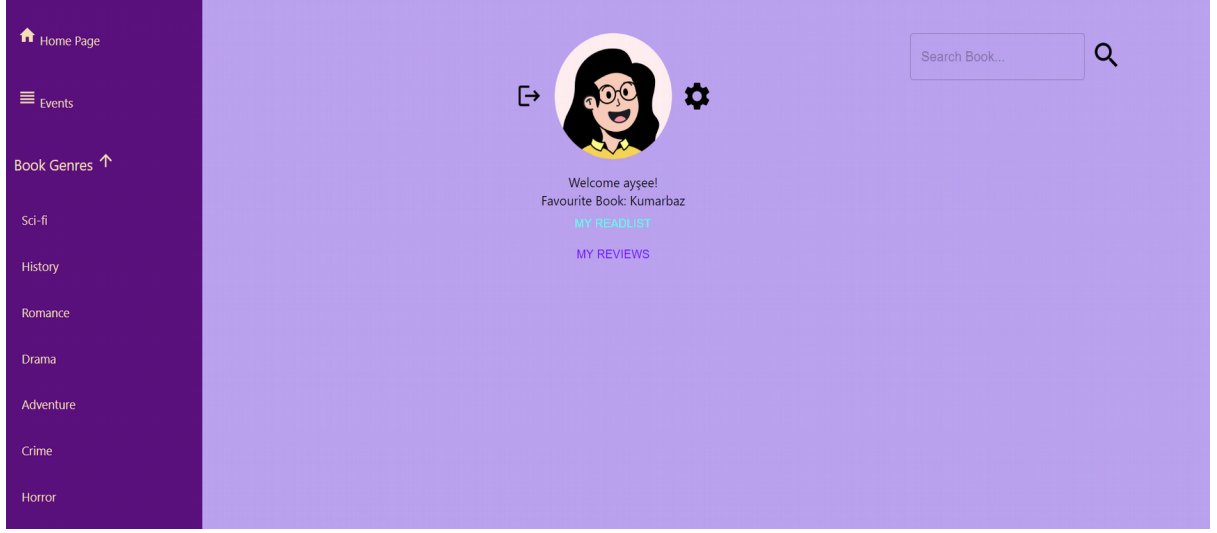 Home Page
Events
Book Genres
Sci-fi
History
Romance
Drama
Adventure
Crime
Horror
Welcome ayşee!
Favourite Book: Kumarbaz
MY READLIST
MY REVIEWS
Search Book...